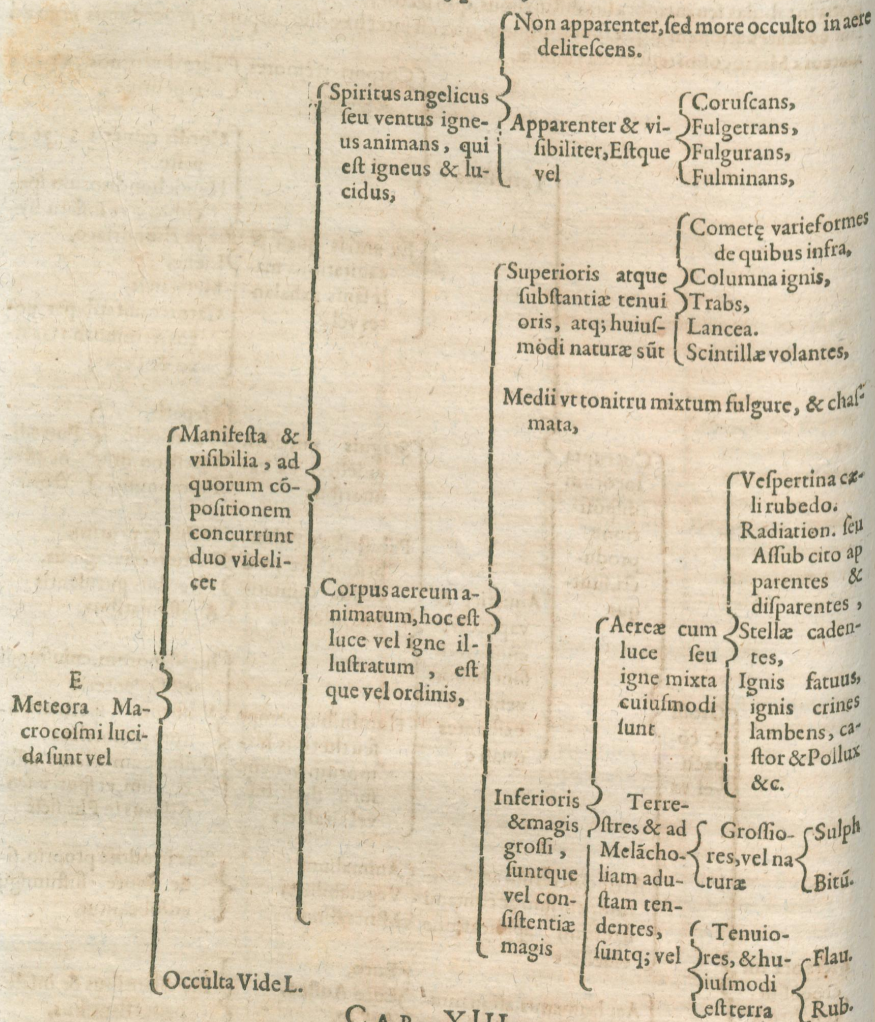 Non apparenter,ſed more occulto in aere
deliteſcens.
Spiritus angelicus
ſeu ventus igne-
us animans, qui
eſt igneus & lu-
cidus,
Apparenter & vi-
ſibiliter, Eſtque
vel
Coruſcans,
Fulgetrans,
Fulgurans,
Fulminans,
Superioris atque
ſubſtantiæ tenui
oris, atq; huiuſ-
modi naturæ sūt
Cometę varieformes
de quibus infra,
Columna ignis,
Trabs,
Lancea.
Scintillæ volantes,
Medii vt tonitru mixtum fulgure, & chaſ-
mata,
Manifeſta &
viſibilia, ad
quorum cō-
poſitionem
concurrunt
duo videli-
cet
Corpus aereum a-
nimatum, hoc eſt
luce vel igne il-
luſtratum, eſt
que vel ordinis,
Aereæ cum
luce ſeu
igne mixta
cuiuſmodi
ſunt
Veſpertina cæ-
li rubedo.
Radiation. ſeu
Aſſub cito ap
parentes &
diſparentes,
Stellæ caden-
tes,
Ignis fatuus,
ignis crines
lambens, ca-
ſtor & Pollux
&c.
E
Meteora Ma-
crocoſmi luci-
da ſunt vel
Inferioris
& magis
groſſi,
ſuntque
vel con-
ſiſtentiæ
magis
Terre-
ſtres & ad
Melācho-
liam adu-
ſtam ten-
dentes,
ſuntq; vel
Groſſio-
res, vel na
turæ
Sulph
Bitū.
Tenuio-
res, & hu-
iuſmodi
eſt terra
Flau.
Rub.
Occulta Vide L.
CAP. XIII.